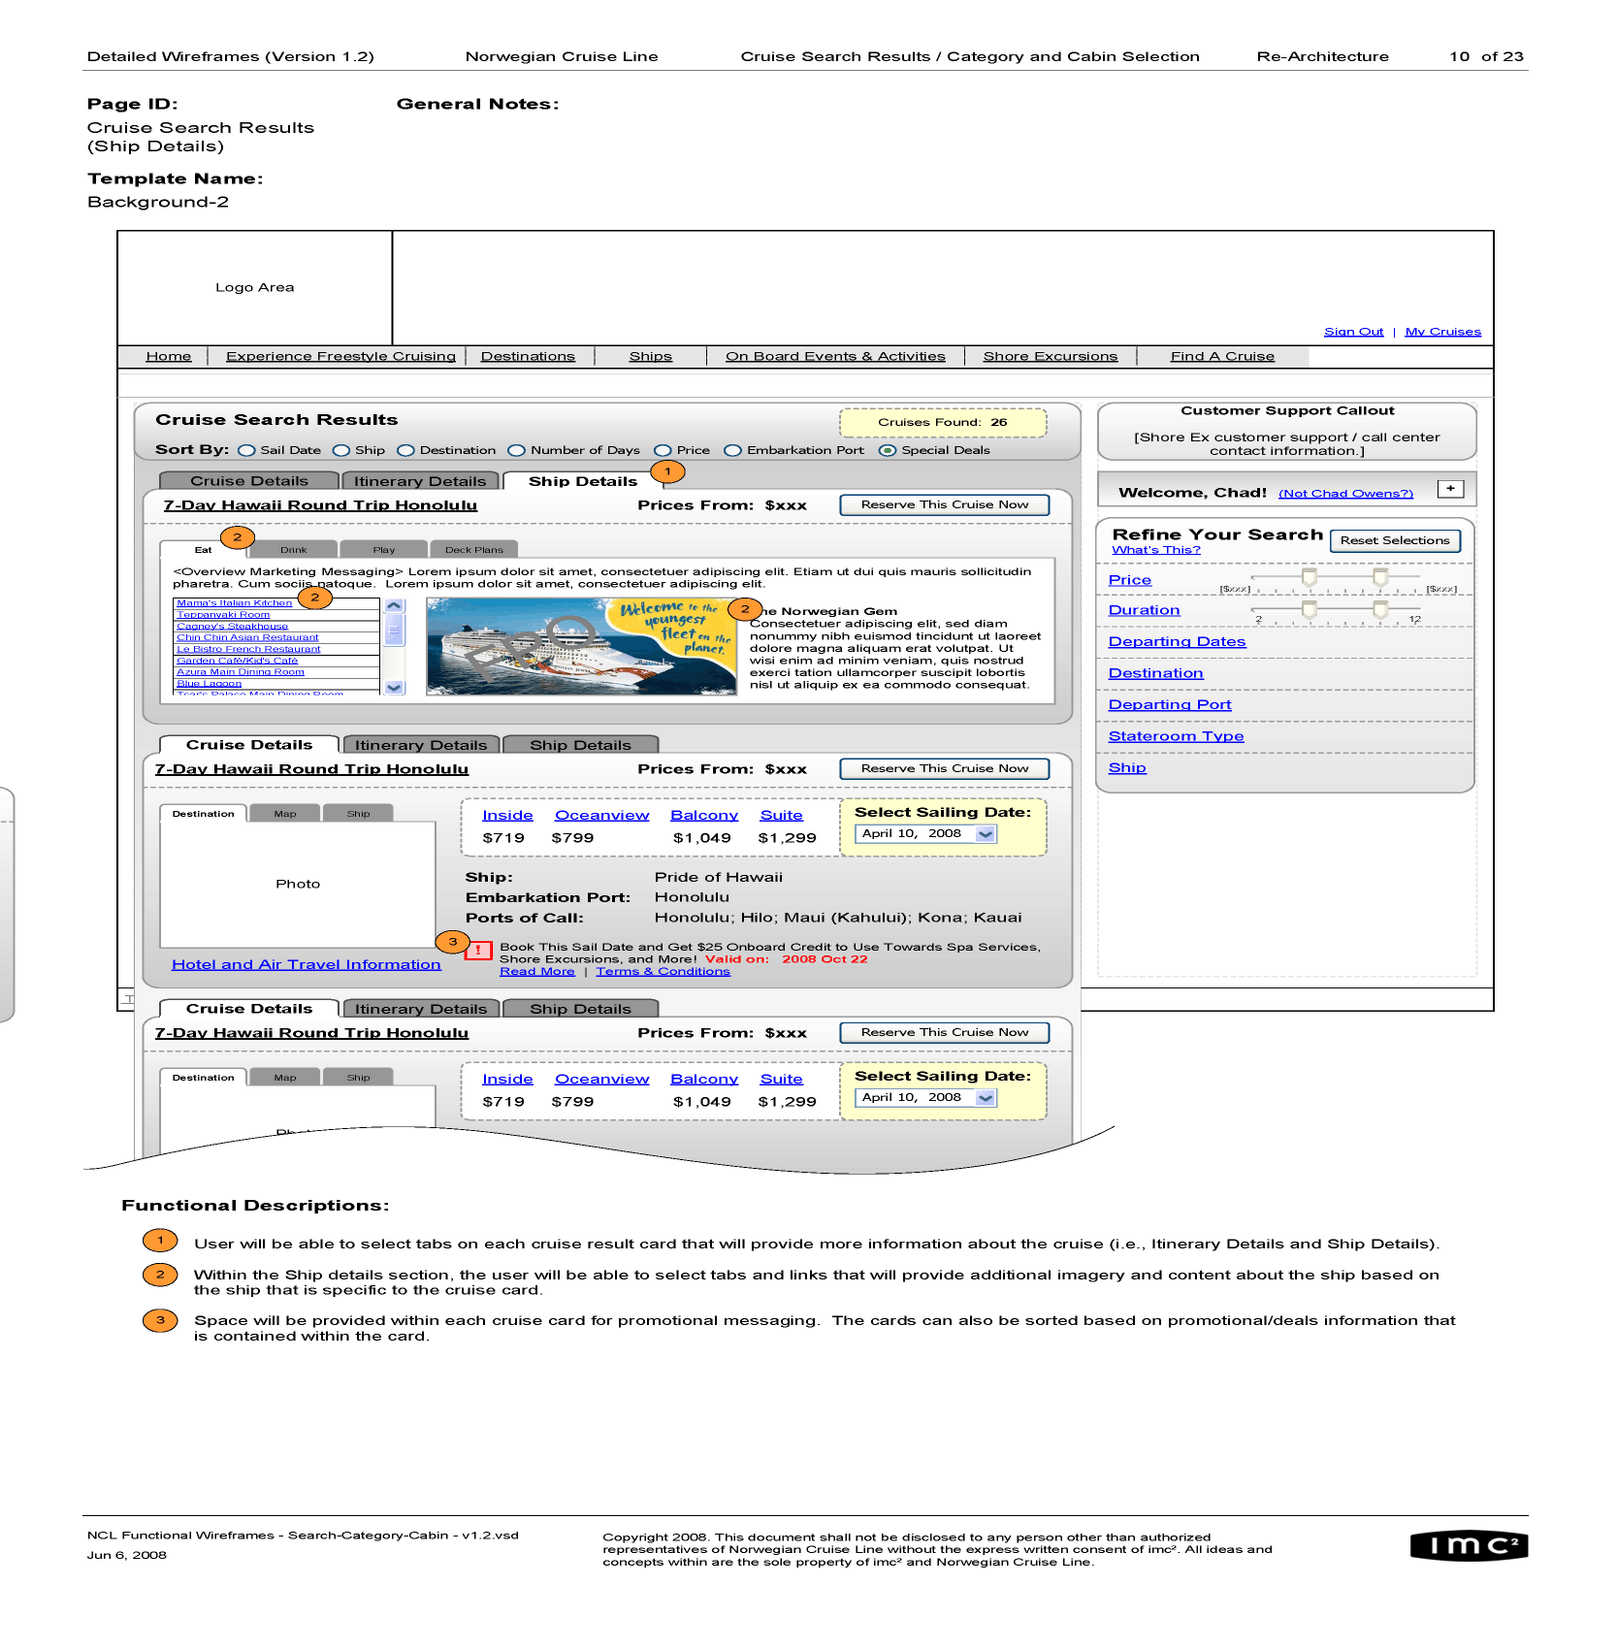 Detailed Wireframes (Version 1.2) Norwegian Cruise Line Cruise Search Results / Category and Cabin Selection Re-Architecture 10 of 23
Page ID: General Notes:
Cruise Search Results
(Ship Details)
Template Name:
Background-2
Logo Area
Sign Out | My Cruises
Home Experience Freestyle Cruising Destinations Ships On Board Events & Activities Shore Excursions Find A Cruise
Cruise Search Results
Cruises Found: 26
Sort By: Sail Date Ship Destination Number of Days Price Embarkation Port Special Deals
Customer Support Callout
[Shore Ex customer support / call center
contact information.]
Welcome, Chad! (Not Chad Owens?) +
Refine Your Search
What's This?
Reset Selections
Price [$xxx] [$xxx]
Duration 2 12
Departing Dates
Destination
Departing Port
Stateroom Type
Ship
Cruise Details Itinerary Details Ship Details 1
7-Day Hawaii Round Trip Honolulu Prices From: $xxx Reserve This Cruise Now
2
Eat Drink Play Deck Plans
<Overview Marketing Messaging> Lorem ipsum dolor sit amet, consectetuer adipiscing elit. Etiam ut dui quis mauris sollicitudin
pharetra. Cum sociis natoque. Lorem ipsum dolor sit amet, consectetuer adipiscing elit.
2
Mama's Italian Kitchen
Teppanyaki Room
Cagney's Steakhouse
Chin Chin Asian Restaurant
Le Bistro French Restaurant
Garden Café/Kid's Café
Azura Main Dining Room
Blue Lagoon
Tsar's Palace Main Dining Room
Welcome to the
youngest
fleet on the
planet.
FPO
2
he Norwegian Gem
Consectetuer adipiscing elit, sed diam
nonummy nibh euismod tincidunt ut laoreet
dolore magna aliquam erat volutpat. Ut
wisi enim ad minim veniam, quis nostrud
exerci tation ullamcorper suscipit lobortis
nisl ut aliquip ex ea commodo consequat.
Cruise Details Itinerary Details Ship Details
7-Day Hawaii Round Trip Honolulu Prices From: $xxx Reserve This Cruise Now
Destination Map Ship
Photo
Inside Oceanview Balcony Suite
$719 $799 $1,049 $1,299
Select Sailing Date:
April 10, 2008
Ship: Pride of Hawaii
Embarkation Port: Honolulu
Ports of Call: Honolulu; Hilo; Maui (Kahului); Kona; Kauai
3
!
Book This Sail Date and Get $25 Onboard Credit to Use Towards Spa Services,
Shore Excursions, and More! Valid on: 2008 Oct 22
Read More | Terms & Conditions
Hotel and Air Travel Information
T
Cruise Details Itinerary Details Ship Details
7-Day Hawaii Round Trip Honolulu Prices From: $xxx Reserve This Cruise Now
Destination Map Ship
Inside Oceanview Balcony Suite
$719 $799 $1,049 $1,299
Select Sailing Date:
April 10, 2008
Functional Descriptions:
1 User will be able to select tabs on each cruise result card that will provide more information about the cruise (i.e., Itinerary Details and Ship Details).
2 Within the Ship details section, the user will be able to select tabs and links that will provide additional imagery and content about the ship based on
the ship that is specific to the cruise card.
3 Space will be provided within each cruise card for promotional messaging. The cards can also be sorted based on promotional/deals information that
is contained within the card.
NCL Functional Wireframes - Search-Category-Cabin - v1.2.vsd
Jun 6, 2008
Copyright 2008. This document shall not be disclosed to any person other than authorized
representatives of Norwegian Cruise Line without the express written consent of imc². All ideas and
concepts within are the sole property of imc² and Norwegian Cruise Line.
imc²